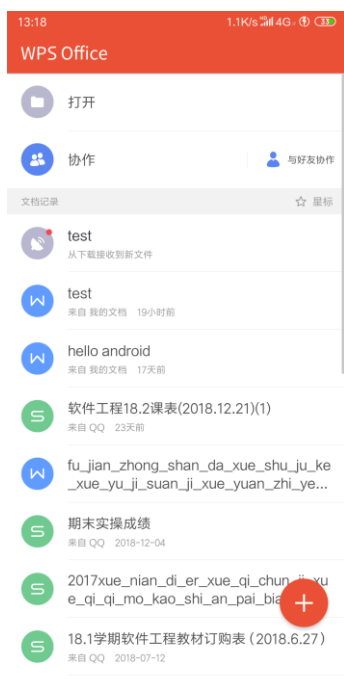 13:18
1.1K/s 4G 33
WPS Office
打开
协作
与好友协作
文档记录
星标
test
从下载接收到新文件
test
来自 我的文档 19小时前
hello android
来自 我的文档 17天前
软件工程18.2课表(2018.12.21)(1)
来自 QQ 23天前
fu_jian_zhong_shan_da_xue_shu_ju_ke
_xue_yu_ji_suan_ji_xue_yuan_zhi_ye...
期末实操成绩
来自 QQ 2018-12-04
2017xue_nian_di_er_xue_qi_chun_ji_xu
e_qi_qi_mo_kao_shi_an_pai_bia
18.1学期软件工程教材订购表 (2018.6.27)
来自 QQ 2018-07-12